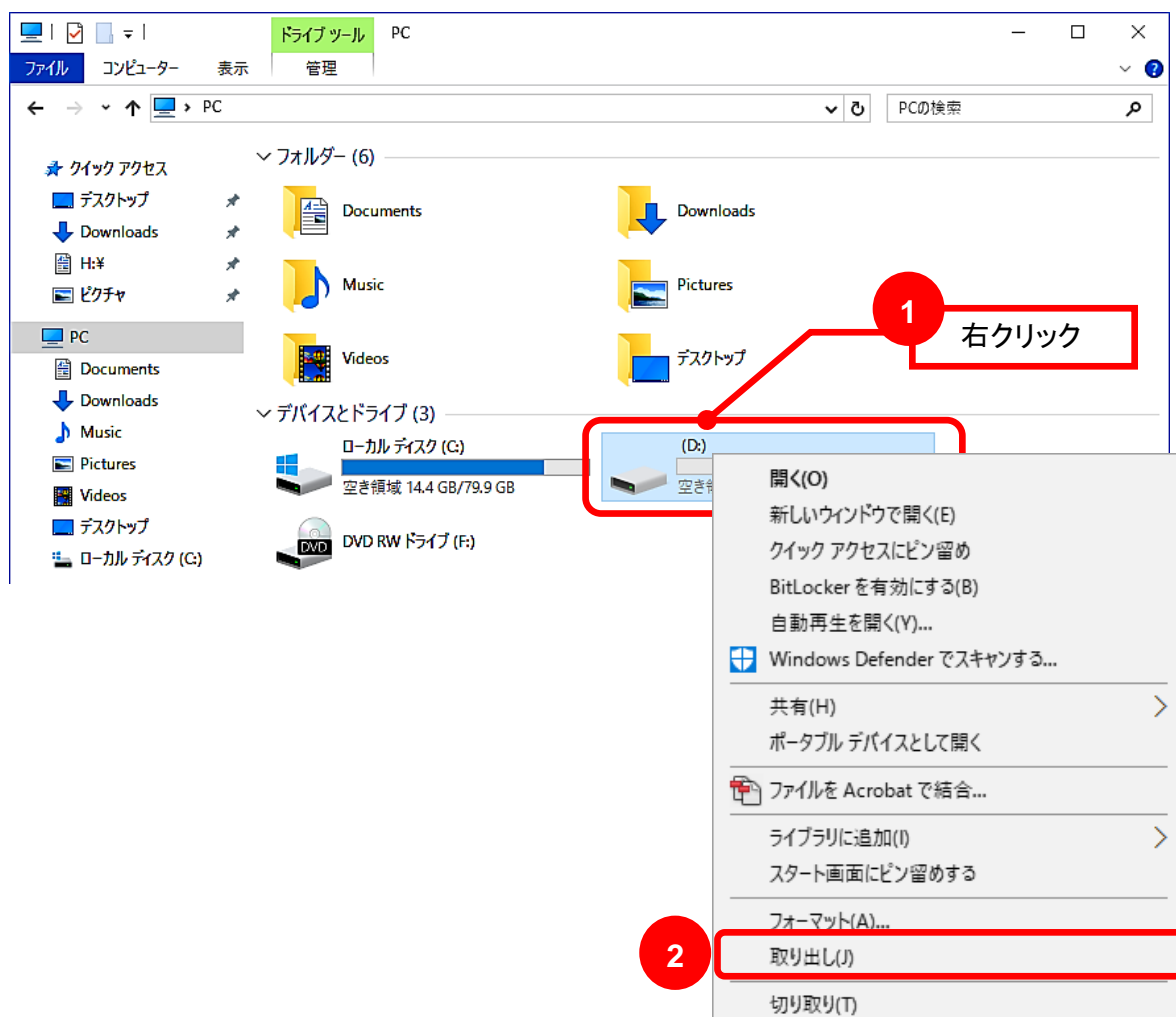 ドライブ ツール PC
ファイル コンピューター 表示 管理
PC PCの検索
クイック アクセス
デスクトップ
Downloads
H:¥
ピクチャ
PC
Documents
Downloads
Music
Pictures
Videos
デスクトップ
ローカル ディスク (C:)
フォルダー (6)
Documents
Downloads
Music
Pictures
Videos
デスクトップ
デバイスとドライブ (3)
ローカル ディスク (C:)
空き領域 14.4 GB/79.9 GB
(D:)
空き
DVD
DVD RW ドライブ (F:)
1
右クリック
開く(O)
新しいウィンドウで開く(E)
クイック アクセスにピン留め
BitLocker を有効にする(B)
自動再生を開く(Y)...
Windows Defender でスキャンする...
共有(H)
ポータブル デバイスとして開く
ファイルを Acrobat で結合...
ライブラリに追加(I)
スタート画面にピン留めする
フォーマット(A)...
2
取り出し(J)
切り取り(T)